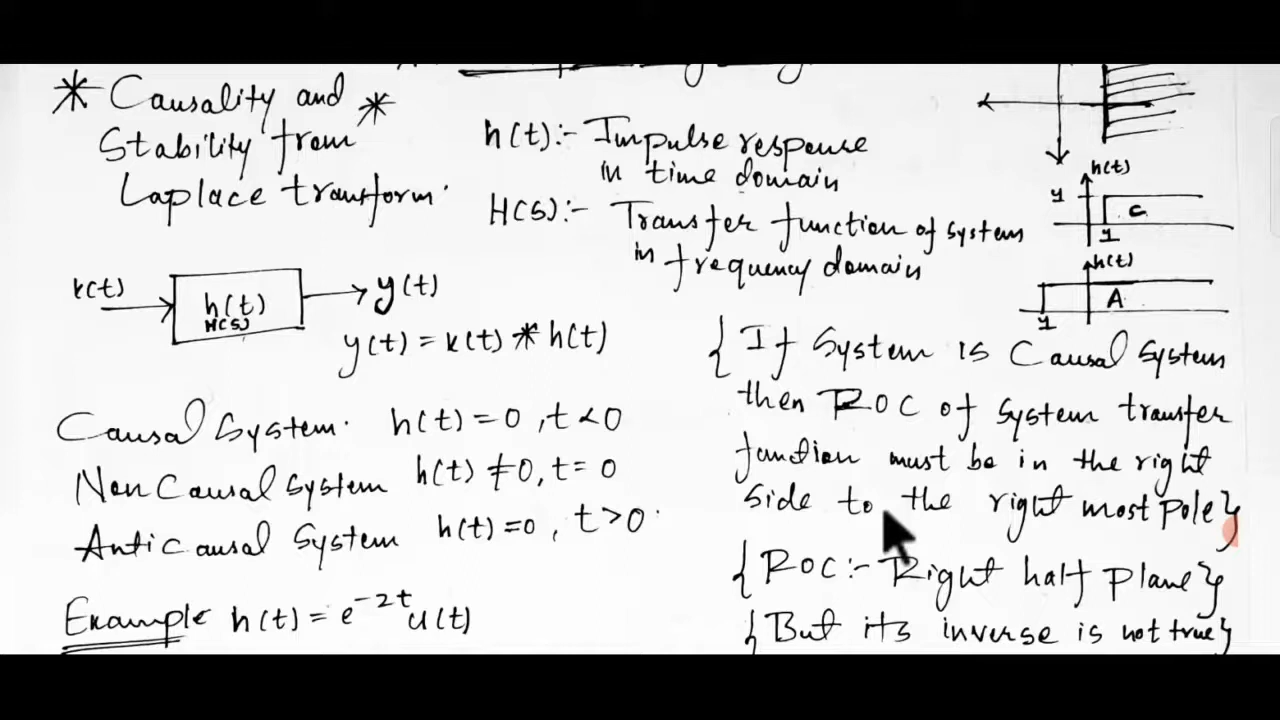 * Causality and *
Stability from
Laplace transform.
h(t):- Impulse response
in time domain
H(S):- Transfer function of system
in frequency domain
h(t)
1
C
1
h(t)
A
1
x(t)
h(t)
H(S)
y(t)
y(t) = x(t) * h(t)
Causal System. h(t) = 0, t < 0
Non Causal System h(t) ≠ 0, t = 0
Anti causal System h(t) = 0, t > 0.
Example h(t) = e^-2t u(t)
{ If System is Causal System
then ROC of system transfer
function must be in the right
side to the right most pole}
{ ROC:- Right half plane}
{But its inverse is not true}